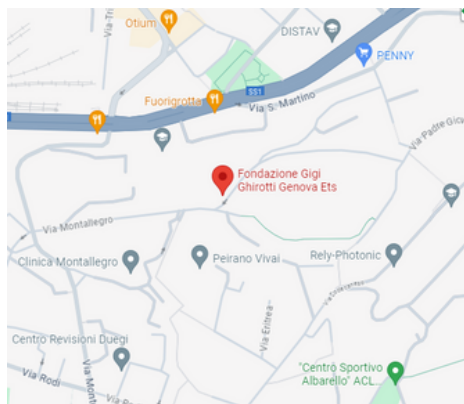 Otium
DISTAV
PENNY
SS1
Fuorigrotta
Via S. Martino
Fondazione Gigi
Ghirotti Genova Ets
Via Montallegro
Clinica Montallegro
Peirano Vivai
Rely-Photonic
Via Eritrea
Centro Revisioni Duegi
"Centro Sportivo
Albarello" ACL...
Via Rodi